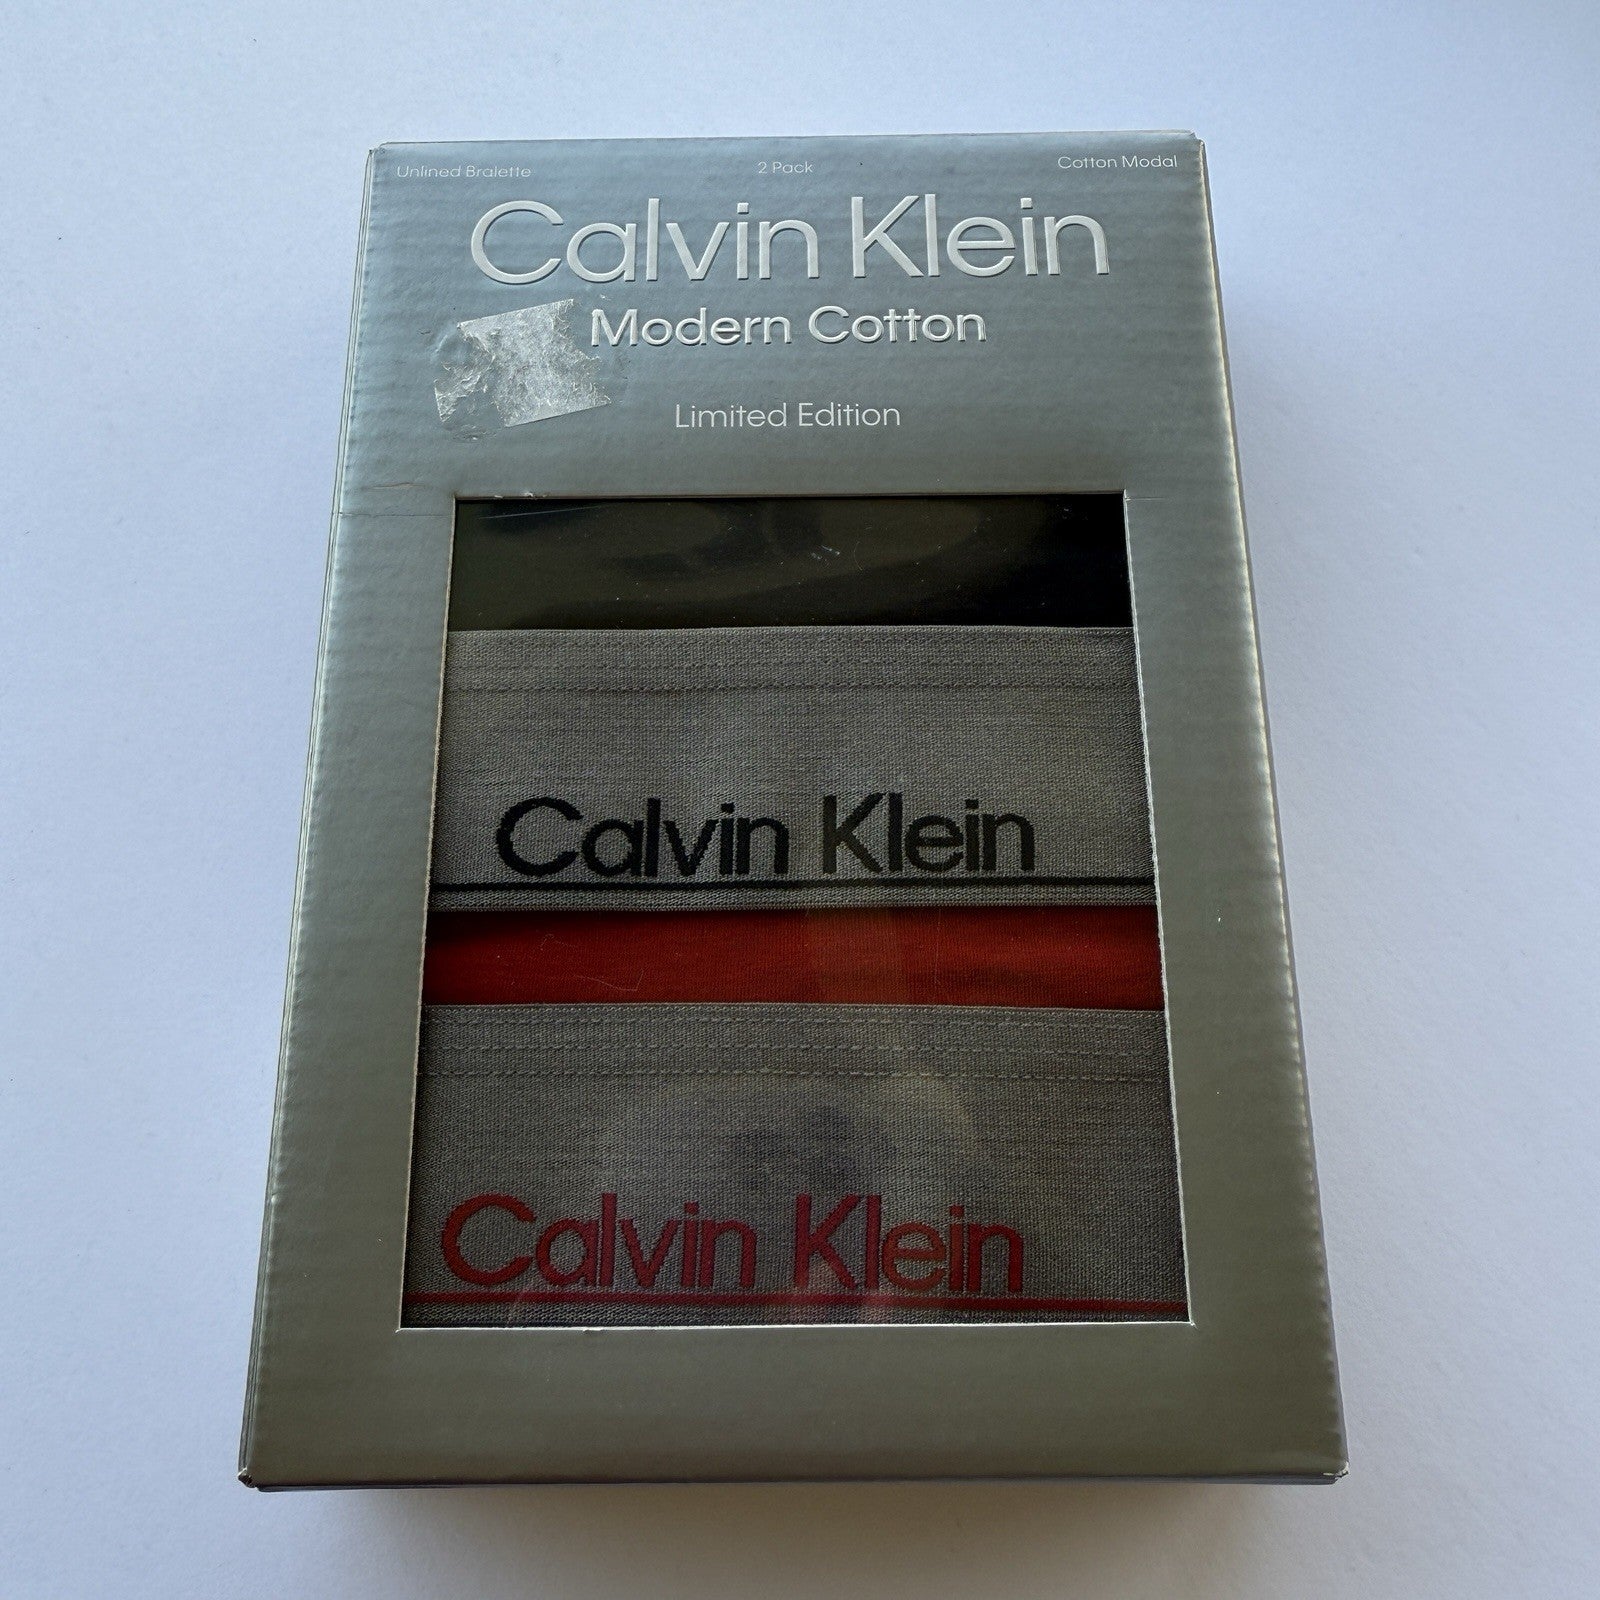 Unlined Bralette 2 Pack Cotton Modal
Calvin Klein
Modern Cotton
Limited Edition
Calvin Klein
Calvin Klein